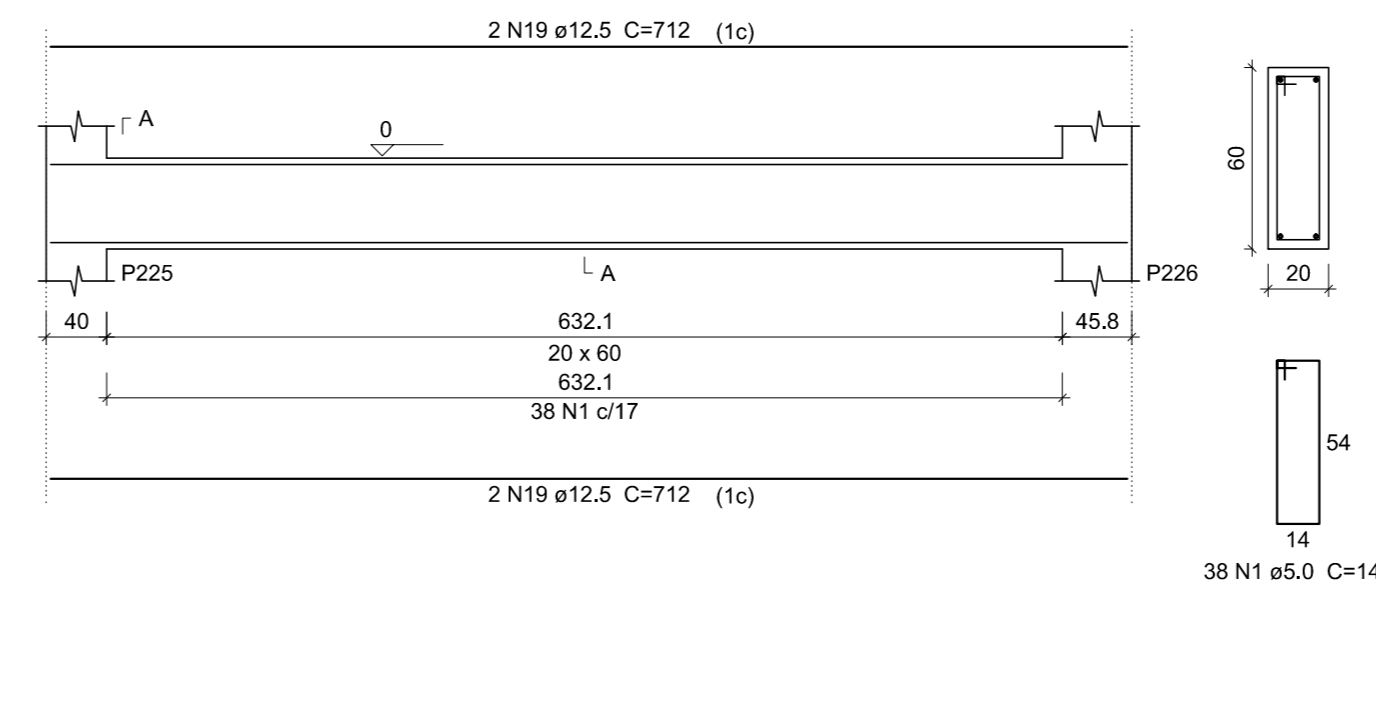 2 N19 ø12.5 C=712 (1c)
A
0
60
P225
A
P226
20
40
632.1
45.8
20 x 60
632.1
38 N1 c/17
54
2 N19 ø12.5 C=712 (1c)
14
38 N1 ø5.0 C=14